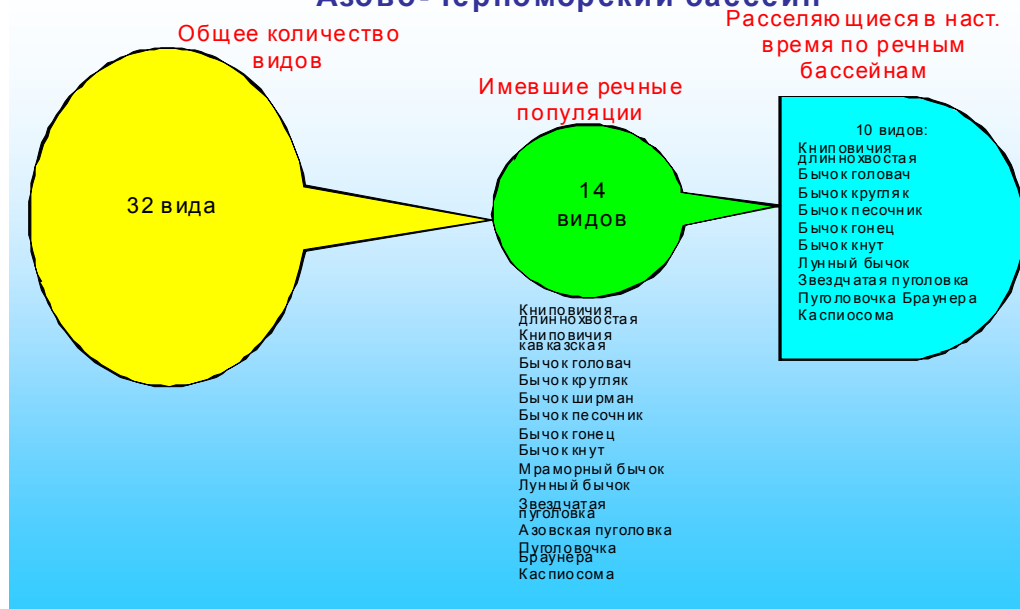 Азово-Черноморский бассейн
Общее количество
видов
32 вида
Имевшие речные
популяции
14
видов
Книповичия
длиннохвостая
Книповичия
кавказская
Бычок головач
Бычок кругляк
Бычок ширман
Бычок песочник
Бычок гонец
Бычок кнут
Мраморный бычок
Лунный бычок
Звездчатая
пуголовка
Азовская пуголовка
Пуголовочка
Браунера
Каспиосома
Расселяющиеся в наст.
время по речным
бассейнам
10 видов:
Книповичия
длиннохвостая
Бычок головач
Бычок кругляк
Бычок песочник
Бычок гонец
Бычок кнут
Лунный бычок
Звездчатая пуголовка
Пуголовочка Браунера
Каспиосома